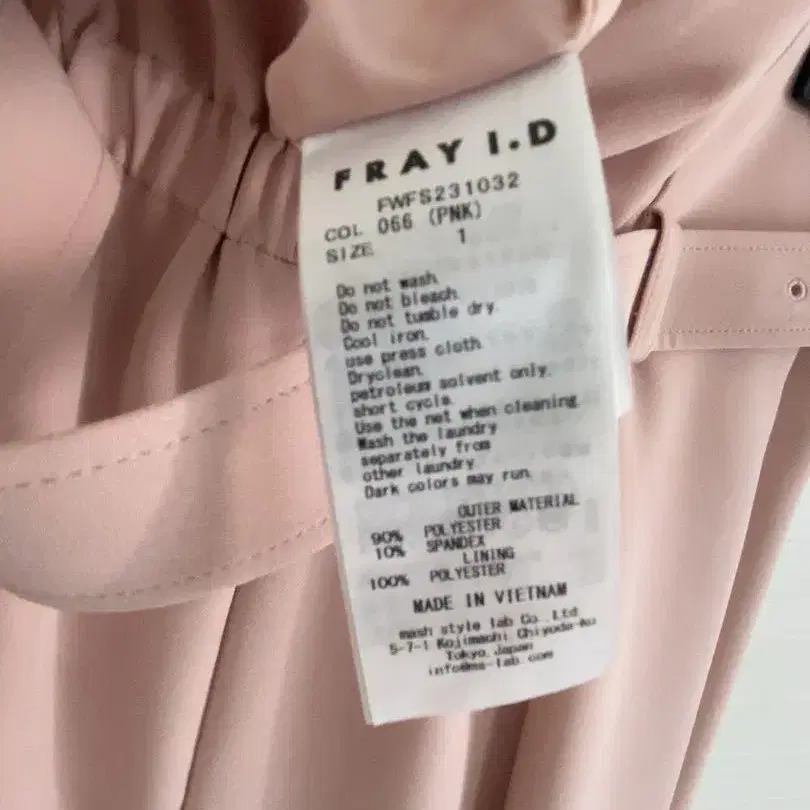 FRAY I.D
FWFS231032
COL 066 (PNK)
SIZE 1
Do not wash.
Do not bleach.
Do not tumble dry.
Cool iron.
use press cloth.
Dryclean.
petroleum solvent only.
short cycle.
Use the net when cleaning.
Wash the laundry
separately from
other laundry.
Dark colors may run.
OUTER MATERIAL
90% POLYESTER
10% SPANDEX
LINING
100% POLYESTER
MADE IN VIETNAM
mash style lab Co.,Ltd.
5-7-1 Kojimachi Chiyoda-ku
Tokyo.Japan
info@ms-lab.com